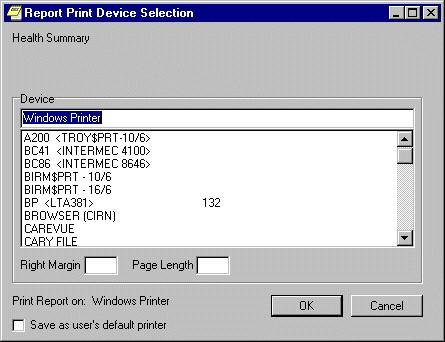 Report Print Device Selection
Health Summary
Device
Windows Printer
A200 <TROY$PRT-10/6>
BC41 <INTERMEC 4100>
BC86 <INTERMEC 8646>
BIRM$PRT - 10/6
BIRM$PRT - 16/6
BP <LTA381> 132
BROWSER (CIRN)
CAREVUE
CARY FILE
Right Margin Page Length
Print Report on: Windows Printer
OK Cancel
Save as user's default printer